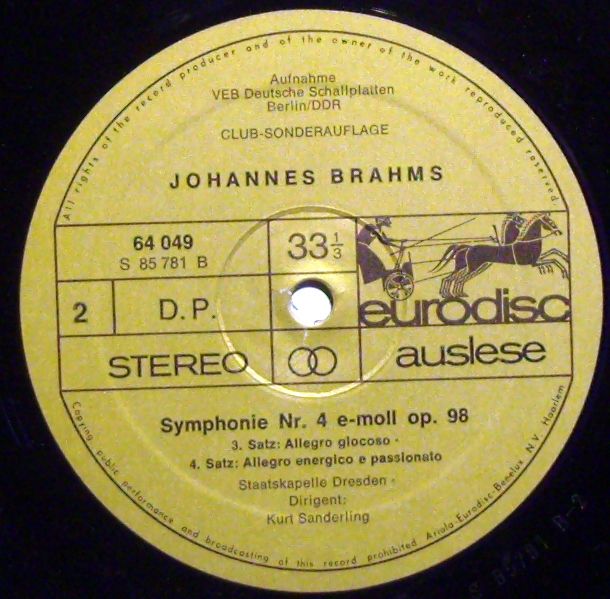 All rights of the record producer and of the owner of the work reproduced reserved.
Aufnahme
VEB Deutsche Schallplatten
Berlin/DDR
CLUB-SONDERAUFLAGE
JOHANNES BRAHMS
64 049
S 85 781 B
33 1/3
eurodisc
2
D.P.
STEREO
auslese
Symphonie Nr. 4 e-moll op. 98
3. Satz: Allegro giocoso ·
4. Satz: Allegro energico e passionato
Staatskapelle Dresden ·
Dirigent:
Kurt Sanderling
Copying, public performance and broadcasting of this record prohibited Ariola-Eurodisc-Benelux N.V. Haarlem